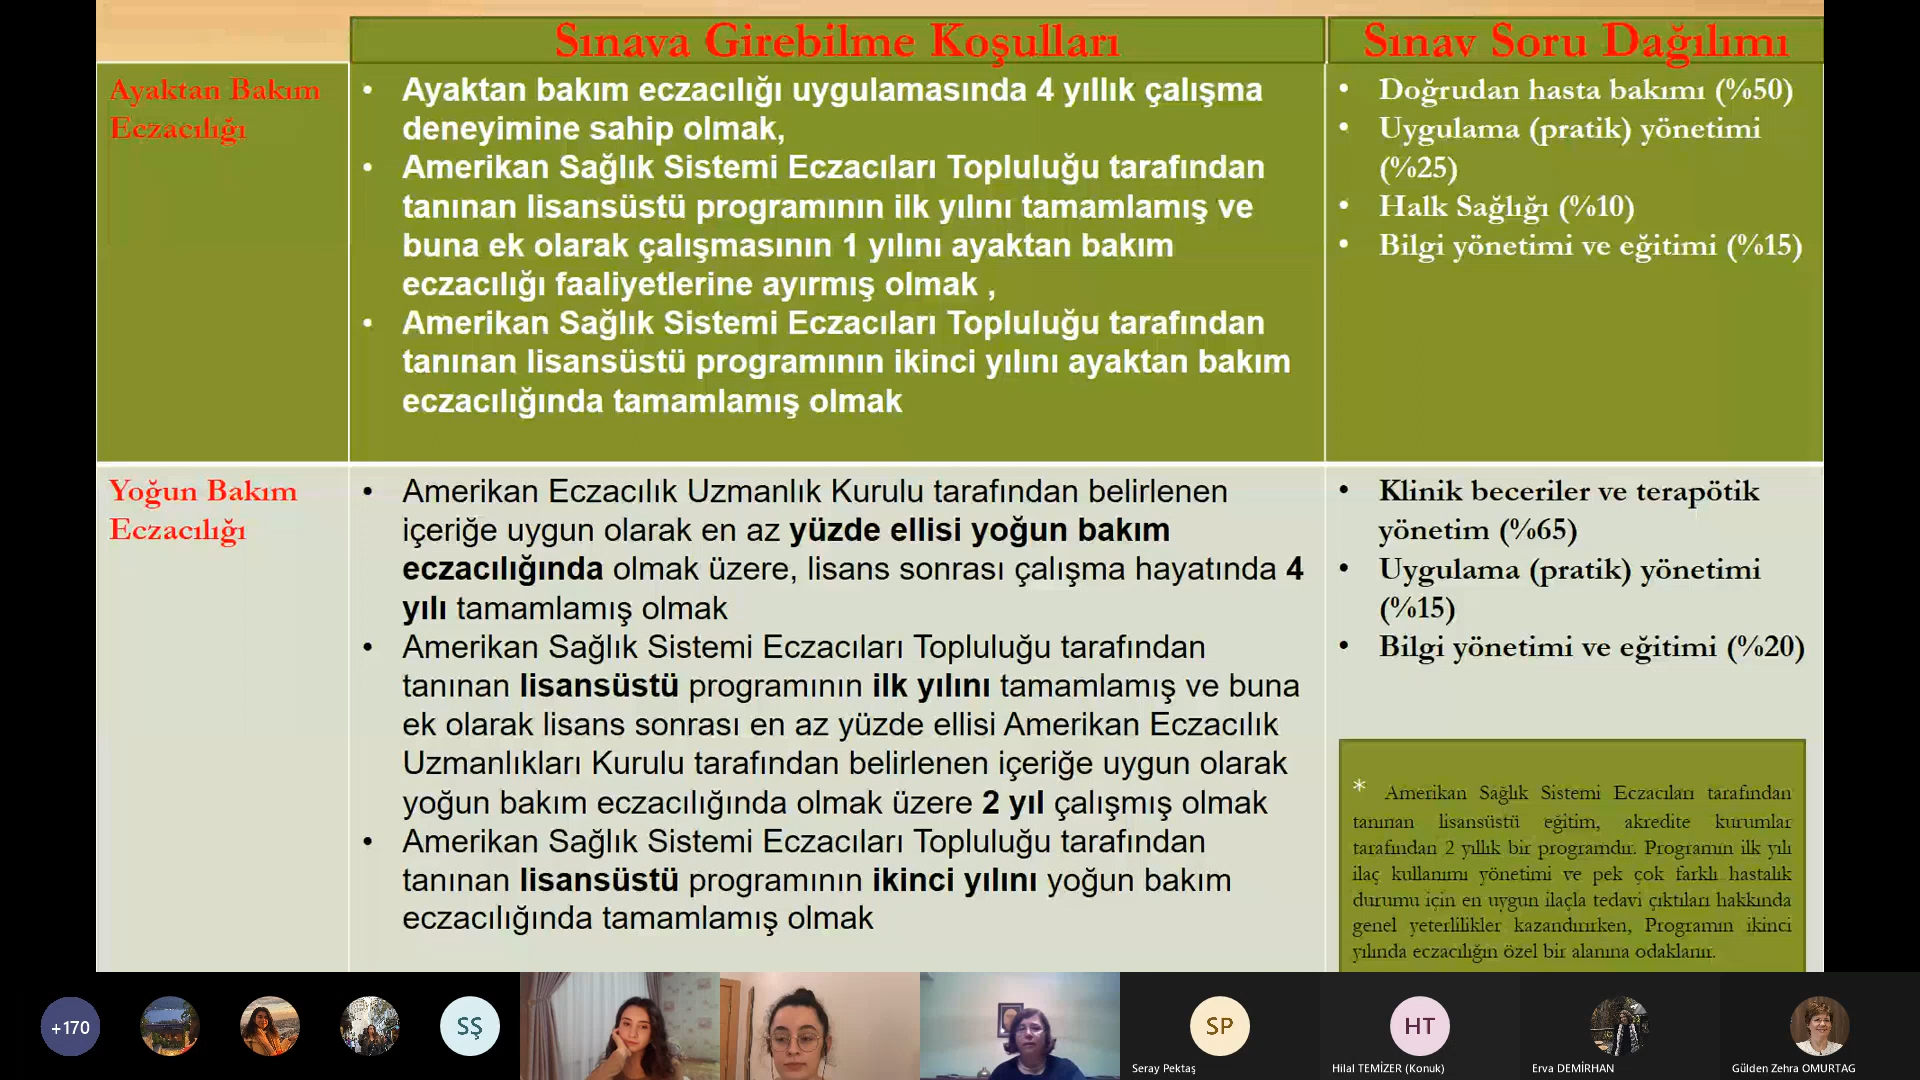 Sınava Girebilme Koşulları
Sınav Soru Dağılımı
Ayaktan Bakım
Eczacılığı
• Ayaktan bakım eczacılığı uygulamasında 4 yıllık çalışma
deneyimine sahip olmak,
• Amerikan Sağlık Sistemi Eczacıları Topluluğu tarafından
tanınan lisansüstü programının ilk yılını tamamlamış ve
buna ek olarak çalışmasının 1 yılını ayaktan bakım
eczacılığı faaliyetlerine ayırmış olmak ,
• Amerikan Sağlık Sistemi Eczacıları Topluluğu tarafından
tanınan lisansüstü programının ikinci yılını ayaktan bakım
eczacılığında tamamlamış olmak
• Doğrudan hasta bakımı (%50)
• Uygulama (pratik) yönetimi
(%25)
• Halk Sağlığı (%10)
• Bilgi yönetimi ve eğitimi (%15)
Yoğun Bakım
Eczacılığı
• Amerikan Eczacılık Uzmanlık Kurulu tarafından belirlenen
içeriğe uygun olarak en az yüzde ellisi yoğun bakım
eczacılığında olmak üzere, lisans sonrası çalışma hayatında 4
yılı tamamlamış olmak
• Amerikan Sağlık Sistemi Eczacıları Topluluğu tarafından
tanınan lisansüstü programının ilk yılını tamamlamış ve buna
ek olarak lisans sonrası en az yüzde ellisi Amerikan Eczacılık
Uzmanlıkları Kurulu tarafından belirlenen içeriğe uygun olarak
yoğun bakım eczacılığında olmak üzere 2 yıl çalışmış olmak
• Amerikan Sağlık Sistemi Eczacıları Topluluğu tarafından
tanınan lisansüstü programının ikinci yılını yoğun bakım
eczacılığında tamamlamış olmak
• Klinik beceriler ve terapötik
yönetim (%65)
• Uygulama (pratik) yönetimi
(%15)
• Bilgi yönetimi ve eğitimi (%20)
* Amerikan Sağlık Sistemi Eczacıları tarafından
tanınan lisansüstü eğitim, akredite kurumlar
tarafından 2 yıllık bir programdır. Programın ilk yılı
ilaç kullanımı yönetimi ve pek çok farklı hastalık
durumu için en uygun ilaçla tedavi çıktıları hakkında
genel yeterlilikler kazandırırken, Programın ikinci
yılında eczacılığın özel bir alanına odaklanır.
+170
SŞ
SP
HT
Seray Pektaş
Hilal TEMİZER (Konuk)
Erva DEMİRHAN
Gülden Zehra OMURTAG